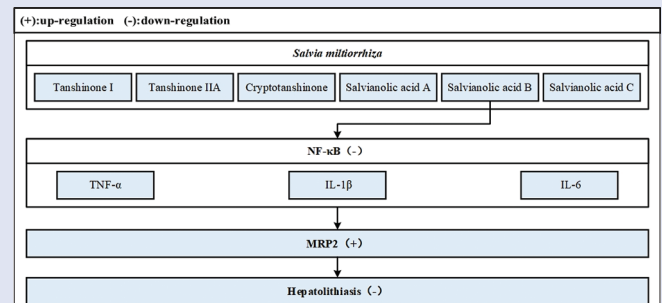 (+):up-regulation (-):down-regulation
Salvia miltiorrhiza
Tanshinone I Tanshinone IIA Cryptotanshinone Salvianolic acid A Salvianolic acid B Salvianolic acid C
NF-κB (-)
TNF-α IL-1β IL-6
MRP2 (+)
Hepatolithiasis (-)